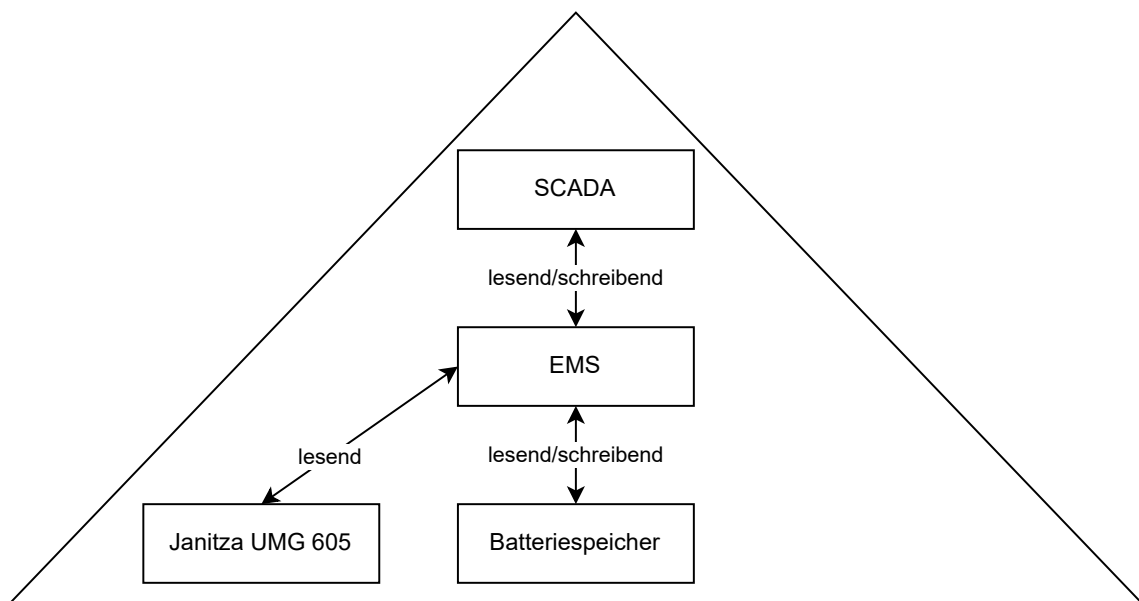 SCADA
lesend/schreibend
EMS
lesend
lesend/schreibend
Janitza UMG 605
Batteriespeicher